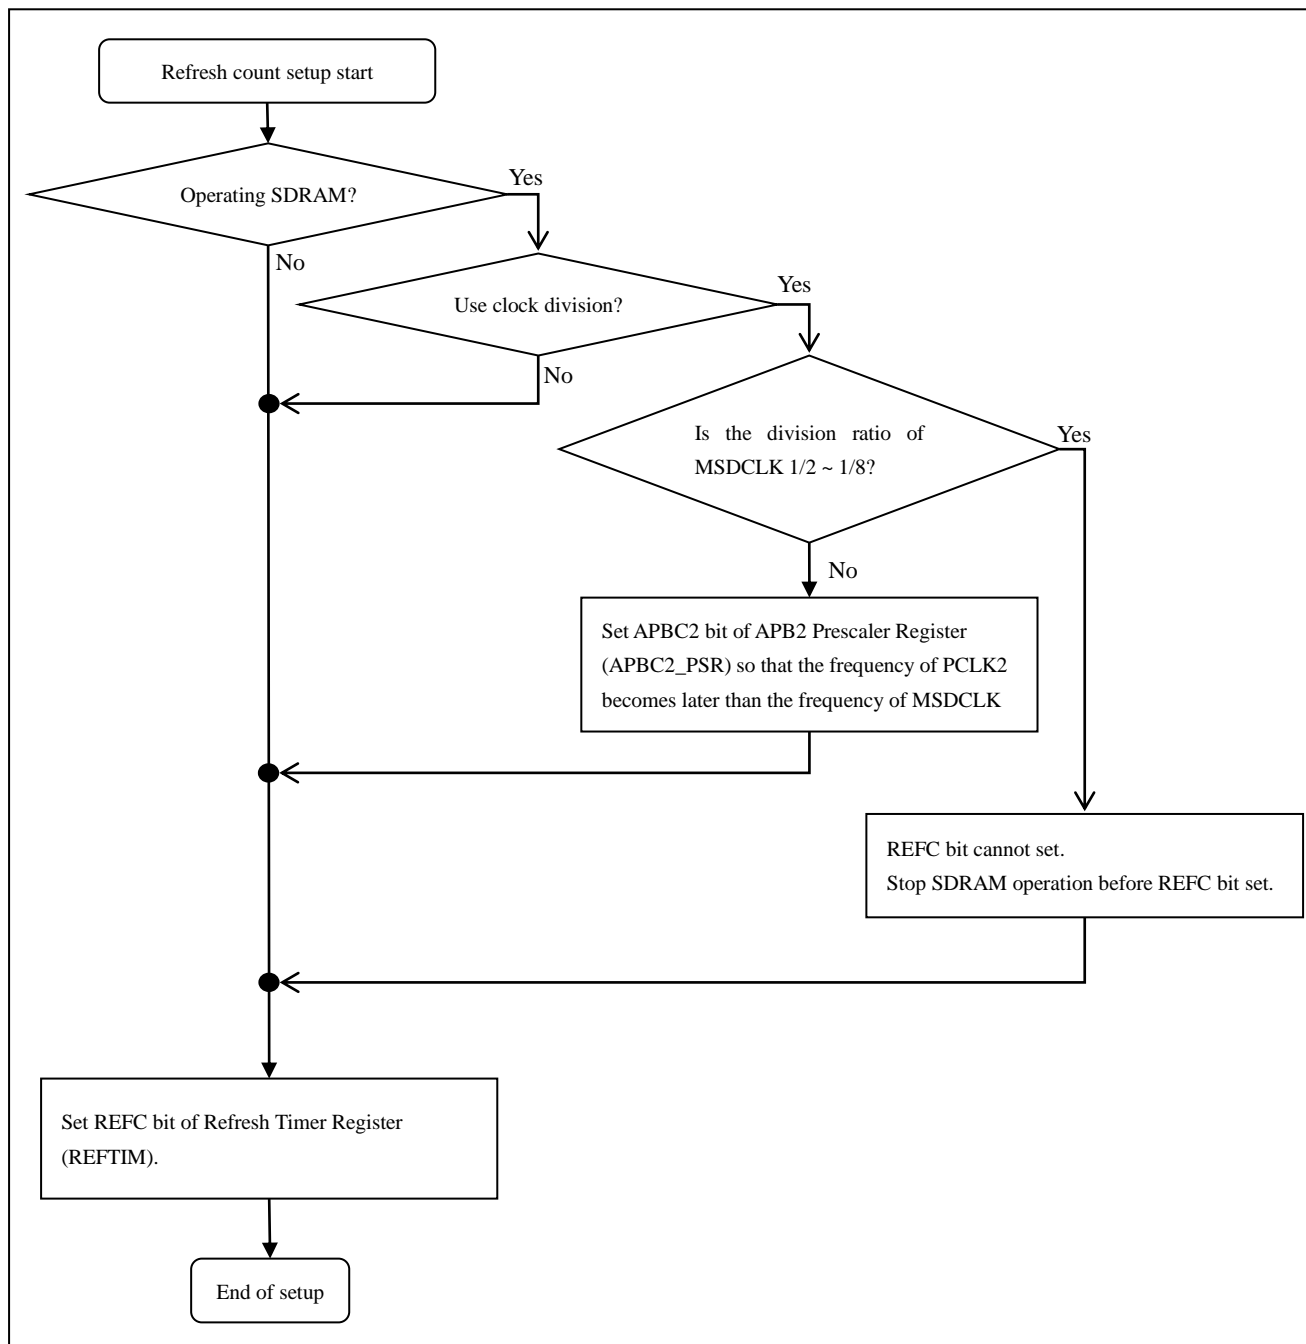 Refresh count setup start
Operating SDRAM?
Yes
No
Use clock division?
Yes
No
Is the division ratio of
MSDCLK 1/2 ~ 1/8?
Yes
No
Set APBC2 bit of APB2 Prescaler Register
(APBC2_PSR) so that the frequency of PCLK2
becomes later than the frequency of MSDCLK
REFC bit cannot set.
Stop SDRAM operation before REFC bit set.
Set REFC bit of Refresh Timer Register
(REFTIM).
End of setup